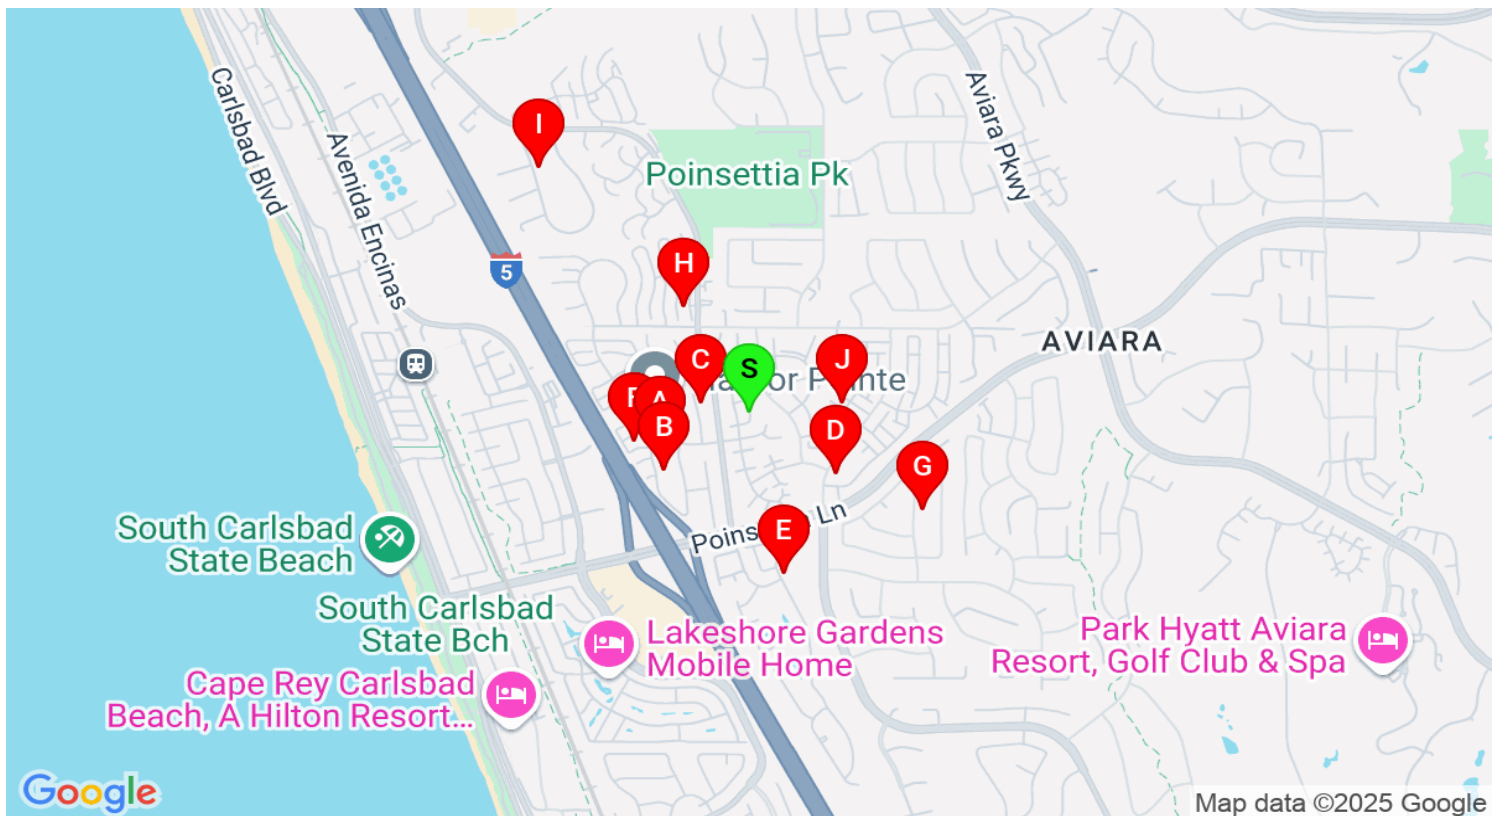 Carlsbad Blvd
Avenida Encinas
Aviara Pkwy
I
Poinsettia Pk
5
H
AVIARA
C
S
J
Pointe
A
B
D
G
E
Ln
South Carlsbad
State Beach
South Carlsbad
State Bch
Lakeshore Gardens
Mobile Home
Park Hyatt Aviara
Resort, Golf Club & Spa
Cape Rey Carlsbad
Beach, A Hilton Resort...
Google
Map data ©2025 Google